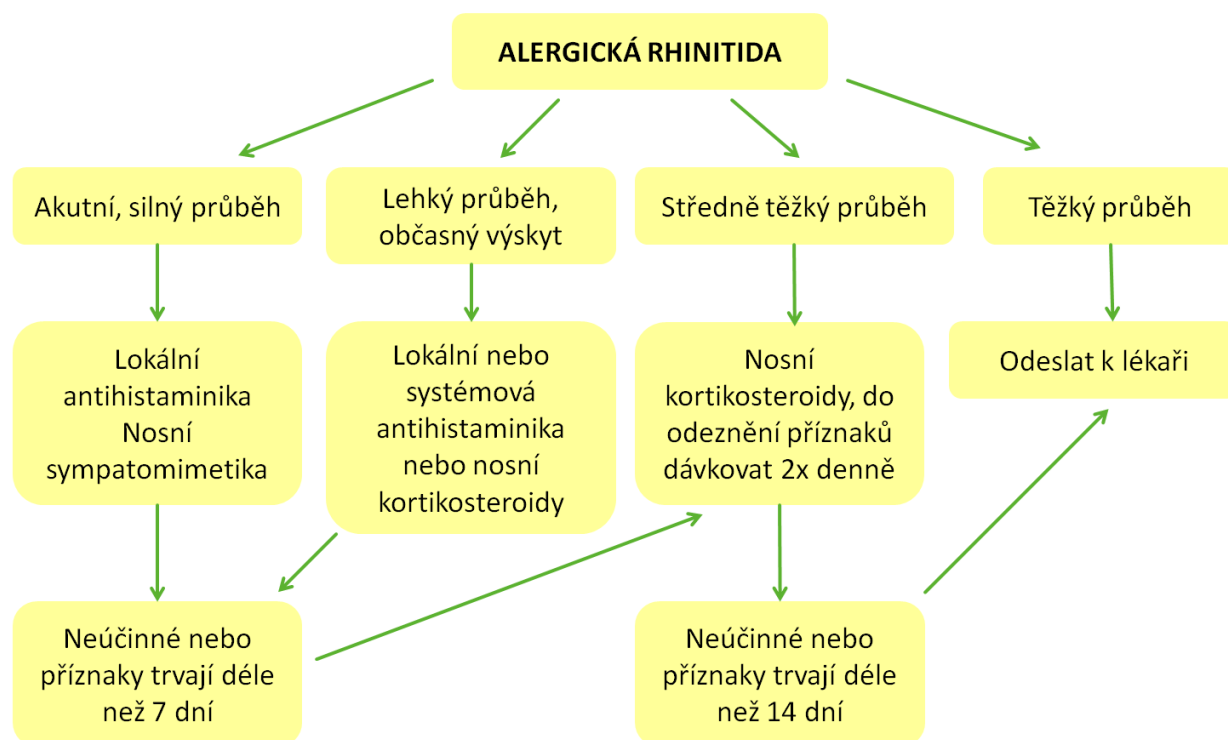 ALERGICKÁ RHINITIDA
Akutní, silný průběh
Lehký průběh,
občasný výskyt
Středně těžký průběh
Těžký průběh
Lokální
antihistaminika
Nosní
sympatomimetika
Lokální nebo
systémová
antihistaminika
nebo nosní
kortikosteroidy
Nosní
kortikosteroidy, do
odeznění příznaků
dávkovat 2x denně
Odeslat k lékaři
Neúčinné nebo
příznaky trvají déle
než 7 dní
Neúčinné nebo
příznaky trvají déle
než 14 dní